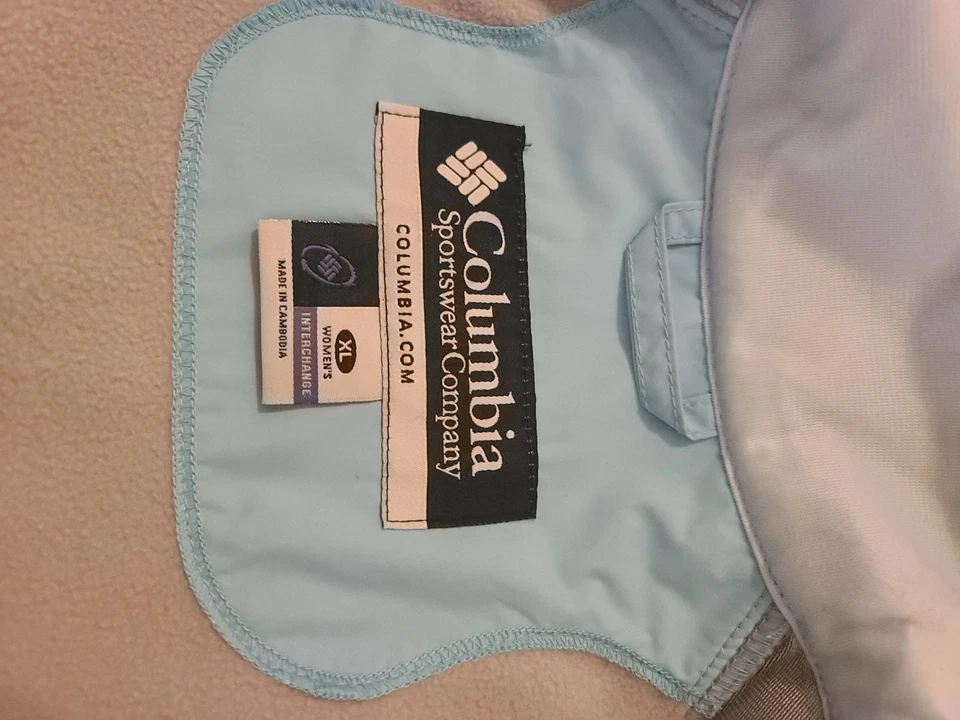 Columbia
Sportswear Company
COLUMBIA.COM
XL
WOMEN'S
INTERCHANGE
MADE IN CAMBODIA